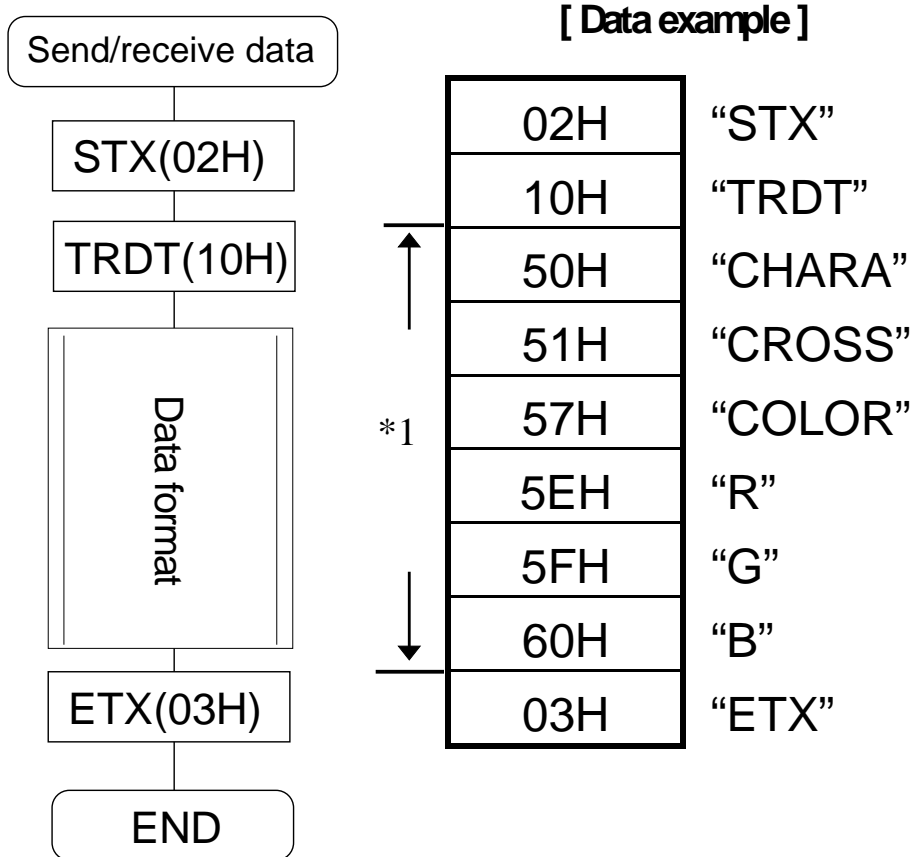 Send/receive data
STX(02H)
TRDT(10H)
Data format
ETX(03H)
END
[ Data example ]
02H “STX”
10H “TRDT”
50H “CHARA”
51H “CROSS”
*1
57H “COLOR”
5EH “R”
5FH “G”
60H “B”
03H “ETX”